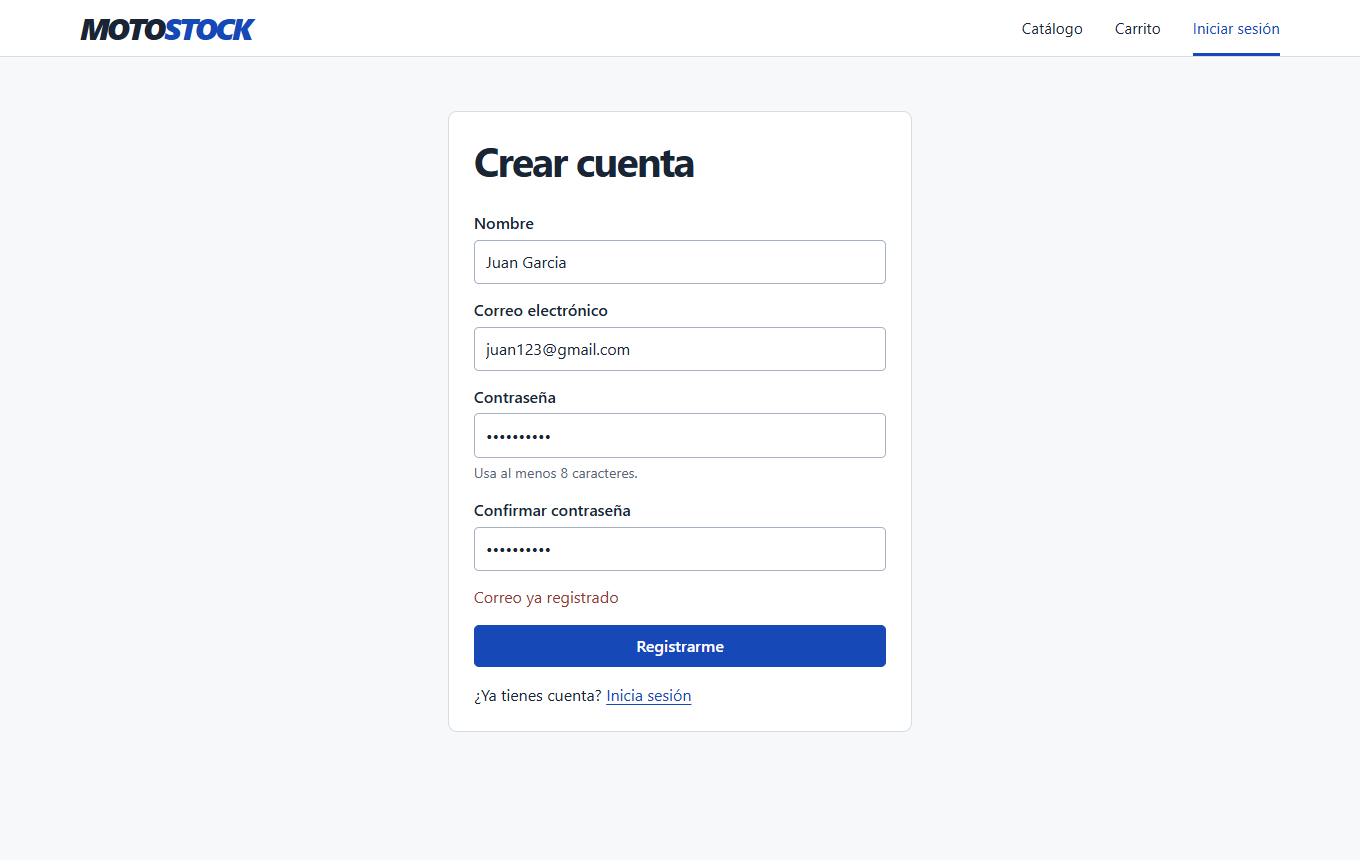 MOTOSTOCK
Catálogo Carrito Iniciar sesión
Crear cuenta
Nombre
Juan Garcia
Correo electrónico
juan123@gmail.com
Contraseña
••••••••••
Usa al menos 8 caracteres.
Confirmar contraseña
••••••••••
Correo ya registrado
Registrarme
¿Ya tienes cuenta? Inicia sesión